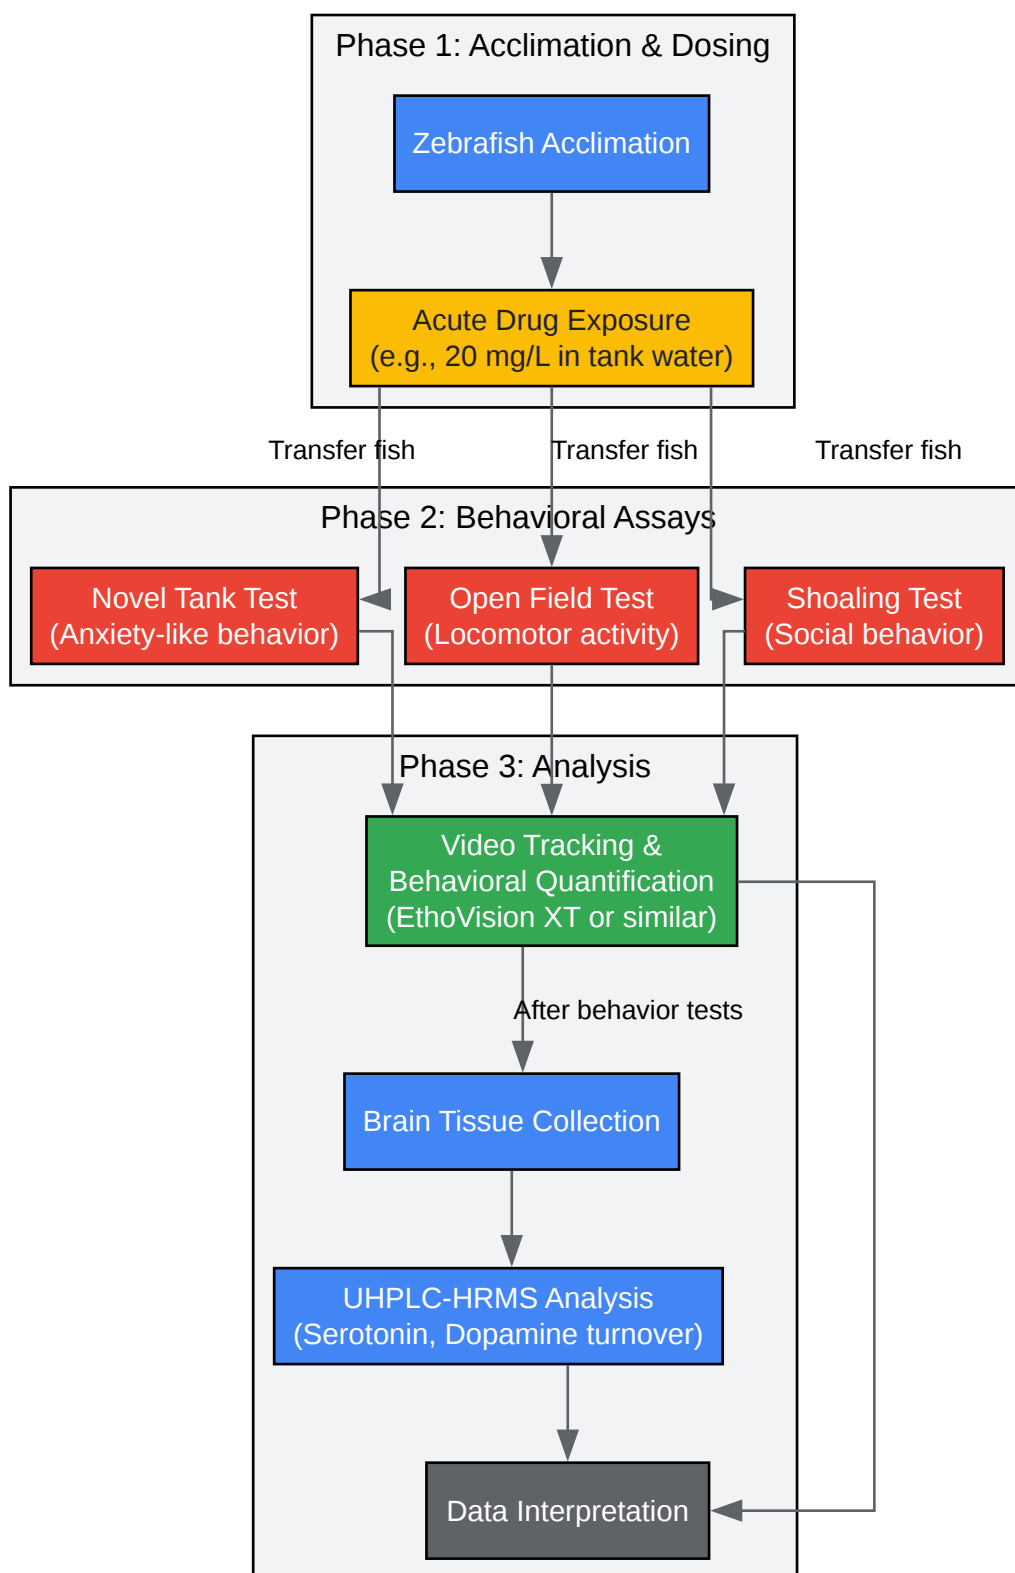 Phase 1: Acclimation & Dosing
Zebrafish Acclimation
Acute Drug Exposure
(e.g., 20 mg/L in tank water)
Transfer fish
Transfer fish
Transfer fish
Phase 2: Behavioral Assays
Novel Tank Test
(Anxiety-like behavior)
Open Field Test
(Locomotor activity)
Shoaling Test
(Social behavior)
Phase 3: Analysis
Video Tracking &
Behavioral Quantification
(EthoVision XT or similar)
After behavior tests
Brain Tissue Collection
UHPLC-HRMS Analysis
(Serotonin, Dopamine turnover)
Data Interpretation